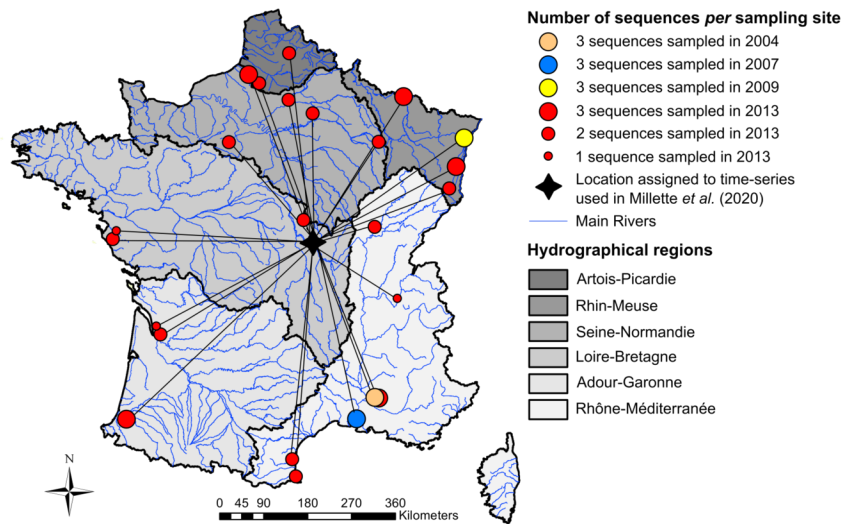 Number of sequences per sampling site
3 sequences sampled in 2004
3 sequences sampled in 2007
3 sequences sampled in 2009
3 sequences sampled in 2013
2 sequences sampled in 2013
1 sequence sampled in 2013
Location assigned to time-series
used in Millette et al. (2020)
Main Rivers
Hydrographical regions
Artois-Picardie
Rhin-Meuse
Seine-Normandie
Loire-Bretagne
Adour-Garonne
Rhône-Méditerranée
N
0 45 90 180 270 360
Kilometers